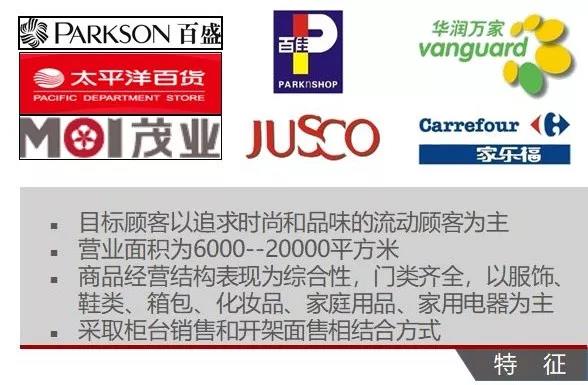 PARKSON 百盛
百佳
PARKnSHOP
华润万家
vanguard
太平洋百货
PACIFIC DEPARTMENT STORE
MOI茂业
JUSCO
Carrefour
家乐福
▪ 目标顾客以追求时尚和品味的流动顾客为主
▪ 营业面积为6000--20000平方米
▪ 商品经营结构表现为综合性，门类齐全，以服饰、
鞋类、箱包、化妆品、家庭用品、家用电器为主
▪ 采取柜台销售和开架面售相结合方式
特 征